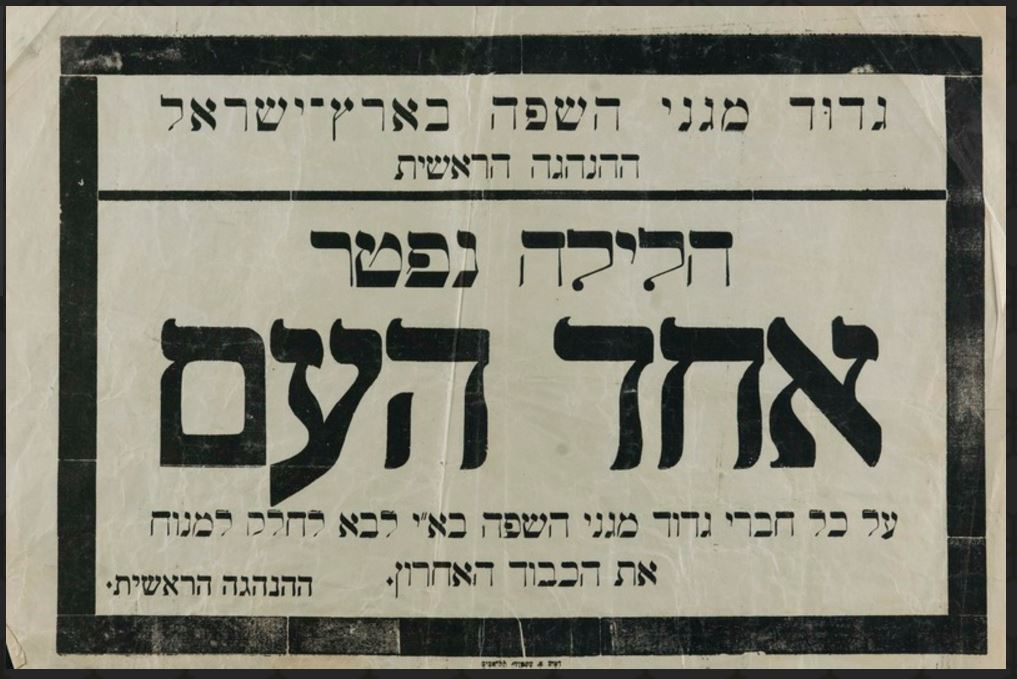 גדוד מגני השפה בארץ־ישראל
ההנהגה הראשית
הלילה נפטר
אחד העם
על כל חברי גדוד מגני השפה בא״י לבא לחלק למנוח
את הכבוד האחרון.
ההנהגה הראשית.